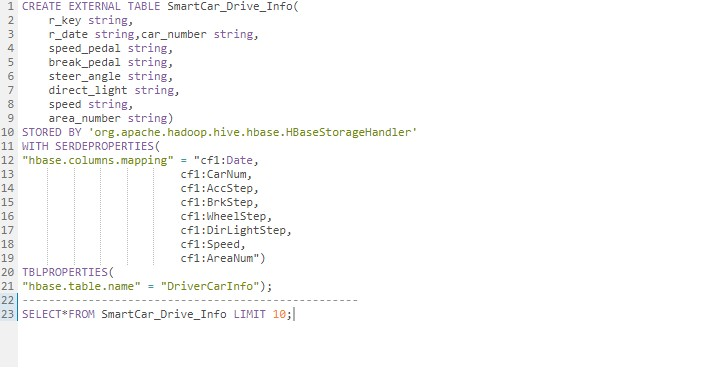 1 CREATE EXTERNAL TABLE SmartCar_Drive_Info(
2 r_key string,
3 r_date string,car_number string,
4 speed_pedal string,
5 break_pedal string,
6 steer_angle string,
7 direct_light string,
8 speed string,
9 area_number string)
10 STORED BY 'org.apache.hadoop.hive.hbase.HBaseStorageHandler'
11 WITH SERDEPROPERTIES(
12 "hbase.columns.mapping" = "cf1:Date,
13 cf1:CarNum,
14 cf1:AccStep,
15 cf1:BrkStep,
16 cf1:WheelStep,
17 cf1:DirLightStep,
18 cf1:Speed,
19 cf1:AreaNum")
20 TBLPROPERTIES(
21 "hbase.table.name" = "DriverCarInfo");
22 ---------------------------------------------------
23 SELECT*FROM SmartCar_Drive_Info LIMIT 10;